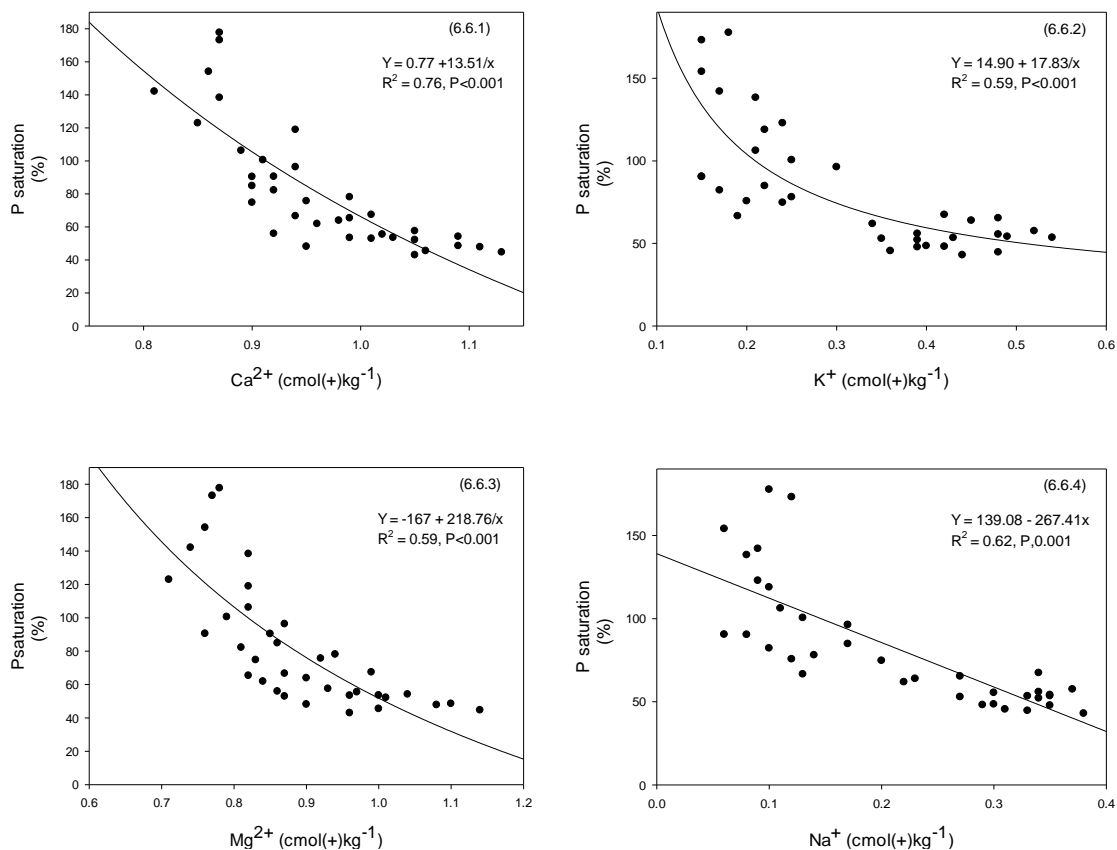 (6.6.1)
Y = 0.77 +13.51/x
R² = 0.76, P<0.001
P saturation
(%)
180
160
140
120
100
80
60
40
20
0
0.8 0.9 1.0 1.1
Ca²⁺ (cmol(+)kg⁻¹)
(6.6.2)
Y = 14.90 + 17.83/x
R² = 0.59, P<0.001
P saturation
(%)
150
100
50
0
0.1 0.2 0.3 0.4 0.5 0.6
K⁺ (cmol(+)kg⁻¹)
(6.6.3)
Y = -167 + 218.76/x
R² = 0.59, P<0.001
Psaturation
(%)
180
160
140
120
100
80
60
40
20
0
0.6 0.7 0.8 0.9 1.0 1.1 1.2
Mg²⁺ (cmol(+)kg⁻¹)
(6.6.4)
Y = 139.08 - 267.41x
R² = 0.62, P,0.001
P saturation
(%)
150
100
50
0
0.0 0.1 0.2 0.3 0.4
Na⁺ (cmol(+)kg⁻¹)